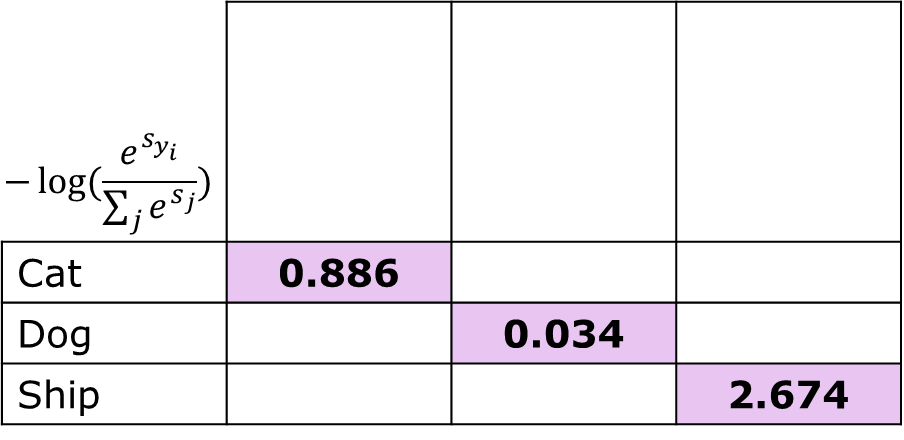 − log(e^{s_{y_i}} / ∑_j e^{s_j})
Cat 0.886
Dog 0.034
Ship 2.674